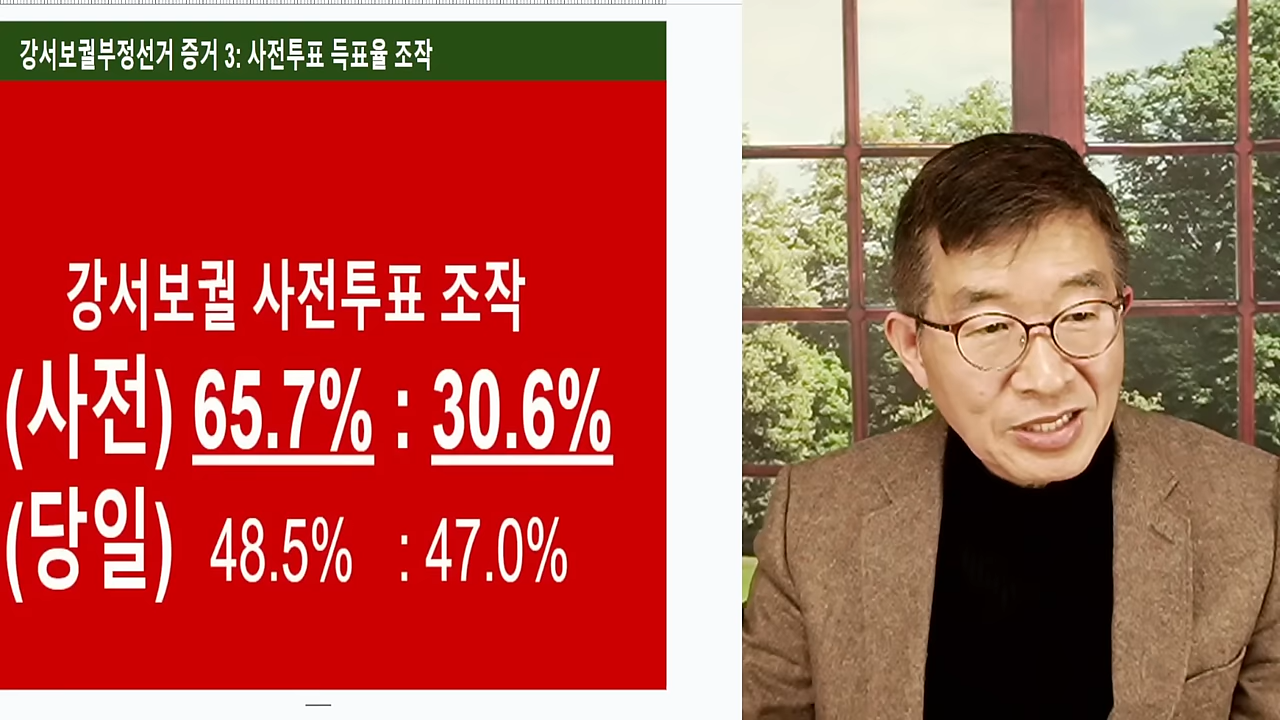 강서보궐부정선거 증거 3: 사전투표 득표율 조작
강서보궐 사전투표 조작
(사전) 65.7% : 30.6%
(당일) 48.5% : 47.0%